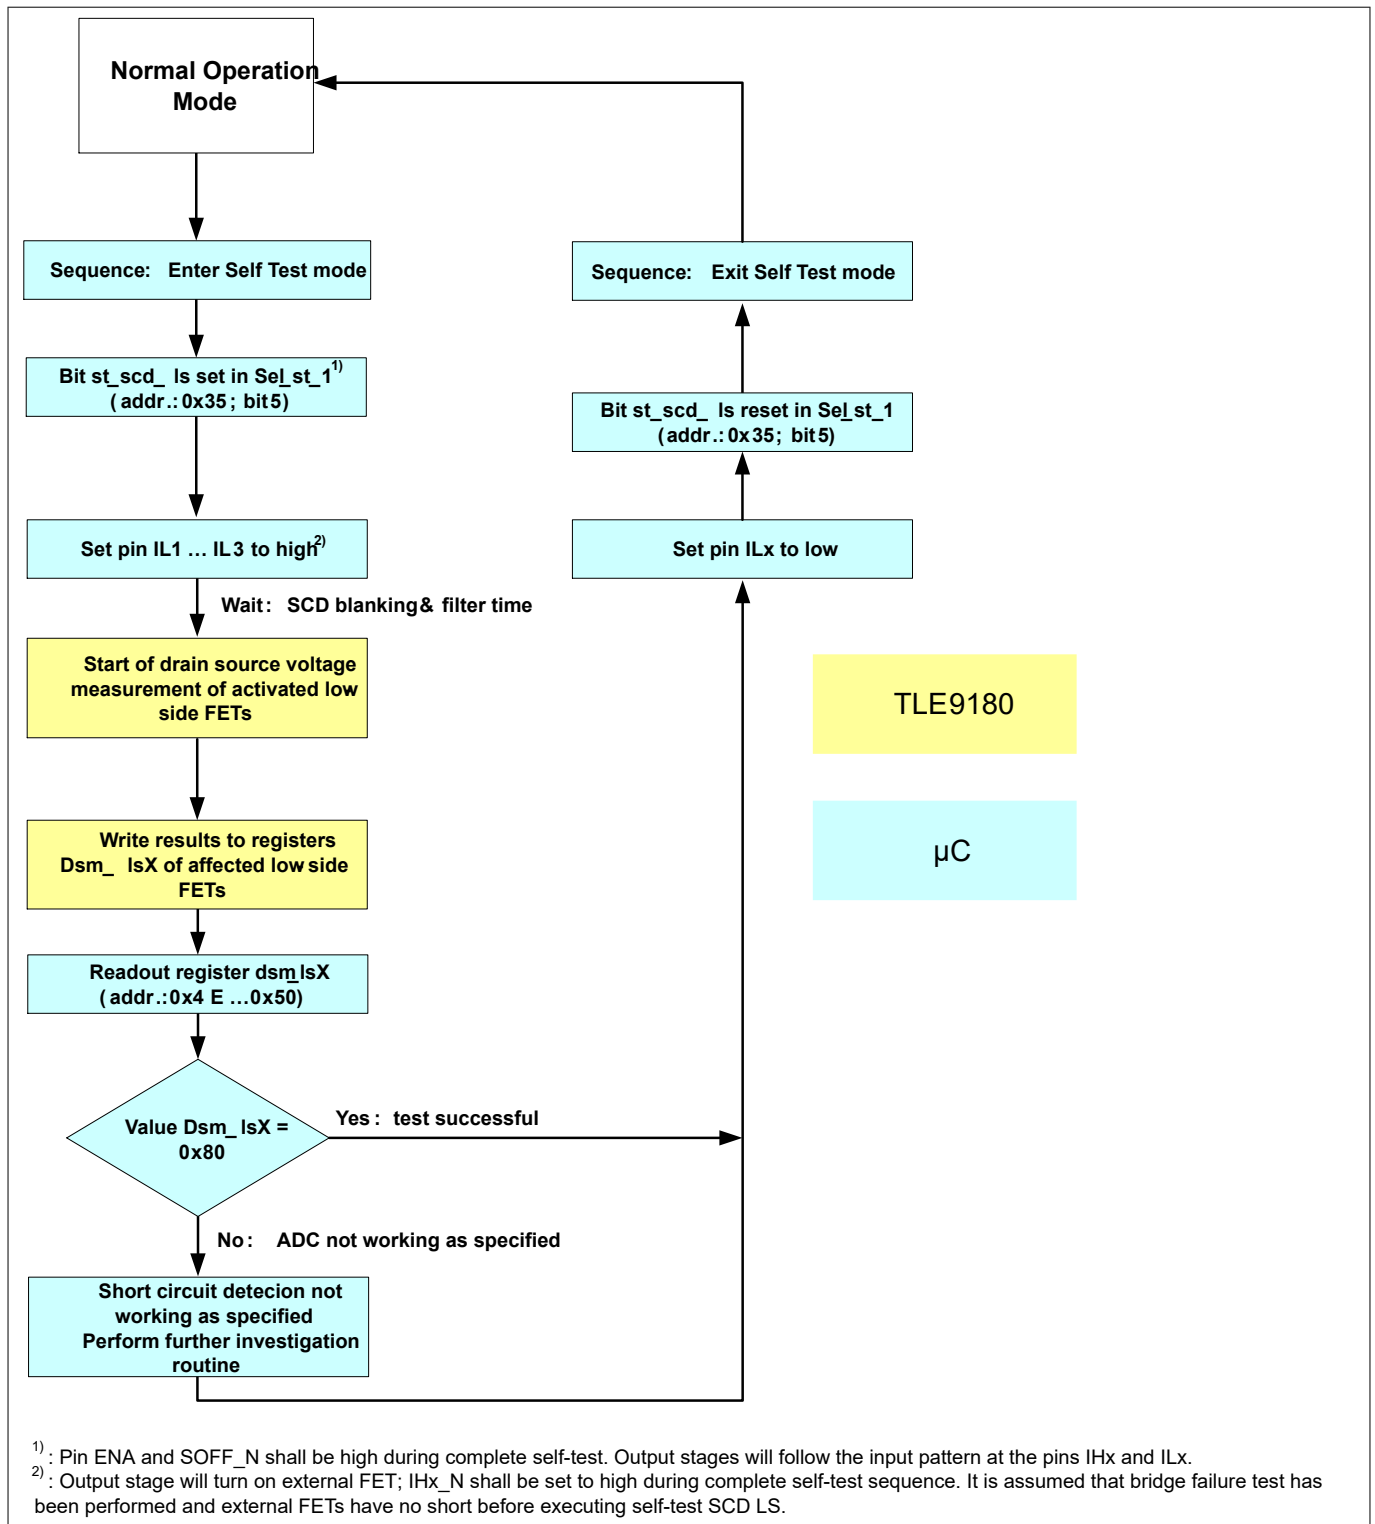 Normal Operation
Mode
Sequence: Enter Self Test mode
Bit st_scd_ ls set in Sel_st_1 1)
(addr.: 0x35; bit5)
Set pin IL1 ... IL3 to high 2)
Wait: SCD blanking & filter time
Start of drain source voltage
measurement of activated low
side FETs
Write results to registers
Dsm_ lsX of affected low side
FETs
Readout register dsm_lsX
(addr.:0x4 E ...0x50)
Value Dsm_ lsX =
0x80
Yes: test successful
No: ADC not working as specified
Short circuit detecion not
working as specified
Perform further investigation
routine
Sequence: Exit Self Test mode
Bit st_scd_ ls reset in Sel_st_1
(addr.: 0x35; bit5)
Set pin ILx to low
TLE9180
µC
1) : Pin ENA and SOFF_N shall be high during complete self-test. Output stages will follow the input pattern at the pins IHx and ILx.
2) : Output stage will turn on external FET; IHx_N shall be set to high during complete self-test sequence. It is assumed that bridge failure test has
been performed and external FETs have no short before executing self-test SCD LS.